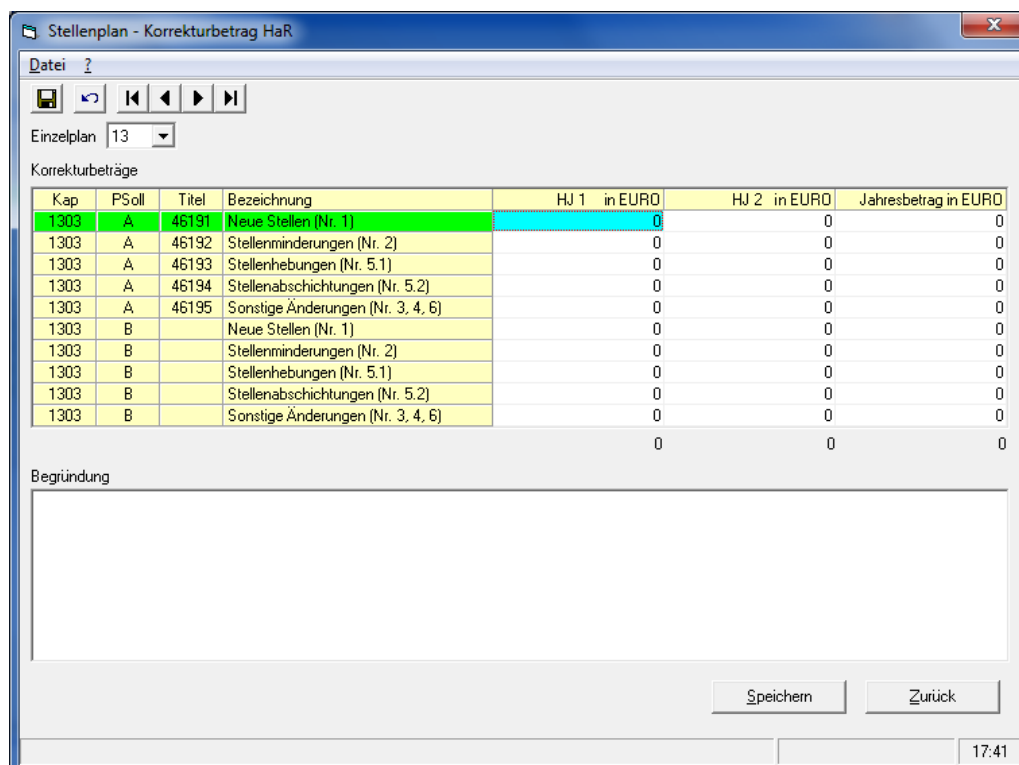 Stellenplan - Korrekturbetrag HaR
Datei ?
Einzelplan 13
Korrekturbeträge
Kap PSoll Titel Bezeichnung HJ 1 in EURO HJ 2 in EURO Jahresbetrag in EURO
1303 A 46191 Neue Stellen (Nr. 1) 0 0 0
1303 A 46192 Stellenminderungen (Nr. 2) 0 0 0
1303 A 46193 Stellenhebungen (Nr. 5.1) 0 0 0
1303 A 46194 Stellenabschichtungen (Nr. 5.2) 0 0 0
1303 A 46195 Sonstige Änderungen (Nr. 3, 4, 6) 0 0 0
1303 B Neue Stellen (Nr. 1) 0 0 0
1303 B Stellenminderungen (Nr. 2) 0 0 0
1303 B Stellenhebungen (Nr. 5.1) 0 0 0
1303 B Stellenabschichtungen (Nr. 5.2) 0 0 0
1303 B Sonstige Änderungen (Nr. 3, 4, 6) 0 0 0
0 0 0
Begründung
Speichern Zurück
17:41